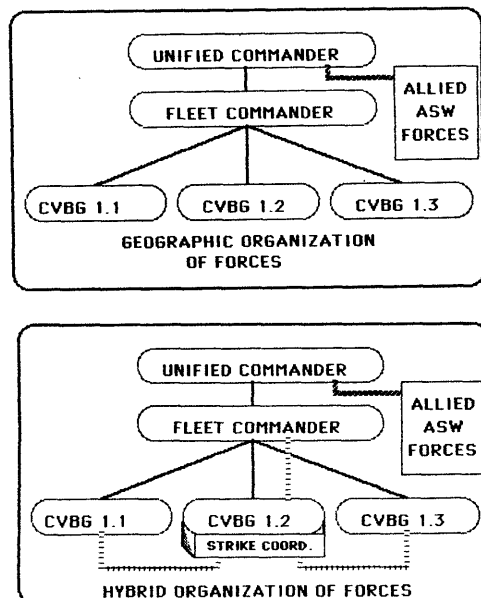 UNIFIED COMMANDER
ALLIED
ASW
FORCES
FLEET COMMANDER
CVBG 1.1
CVBG 1.2
CVBG 1.3
GEOGRAPHIC ORGANIZATION
OF FORCES
UNIFIED COMMANDER
ALLIED
ASW
FORCES
FLEET COMMANDER
CVBG 1.1
CVBG 1.2
CVBG 1.3
STRIKE COORD.
HYBRID ORGANIZATION OF FORCES